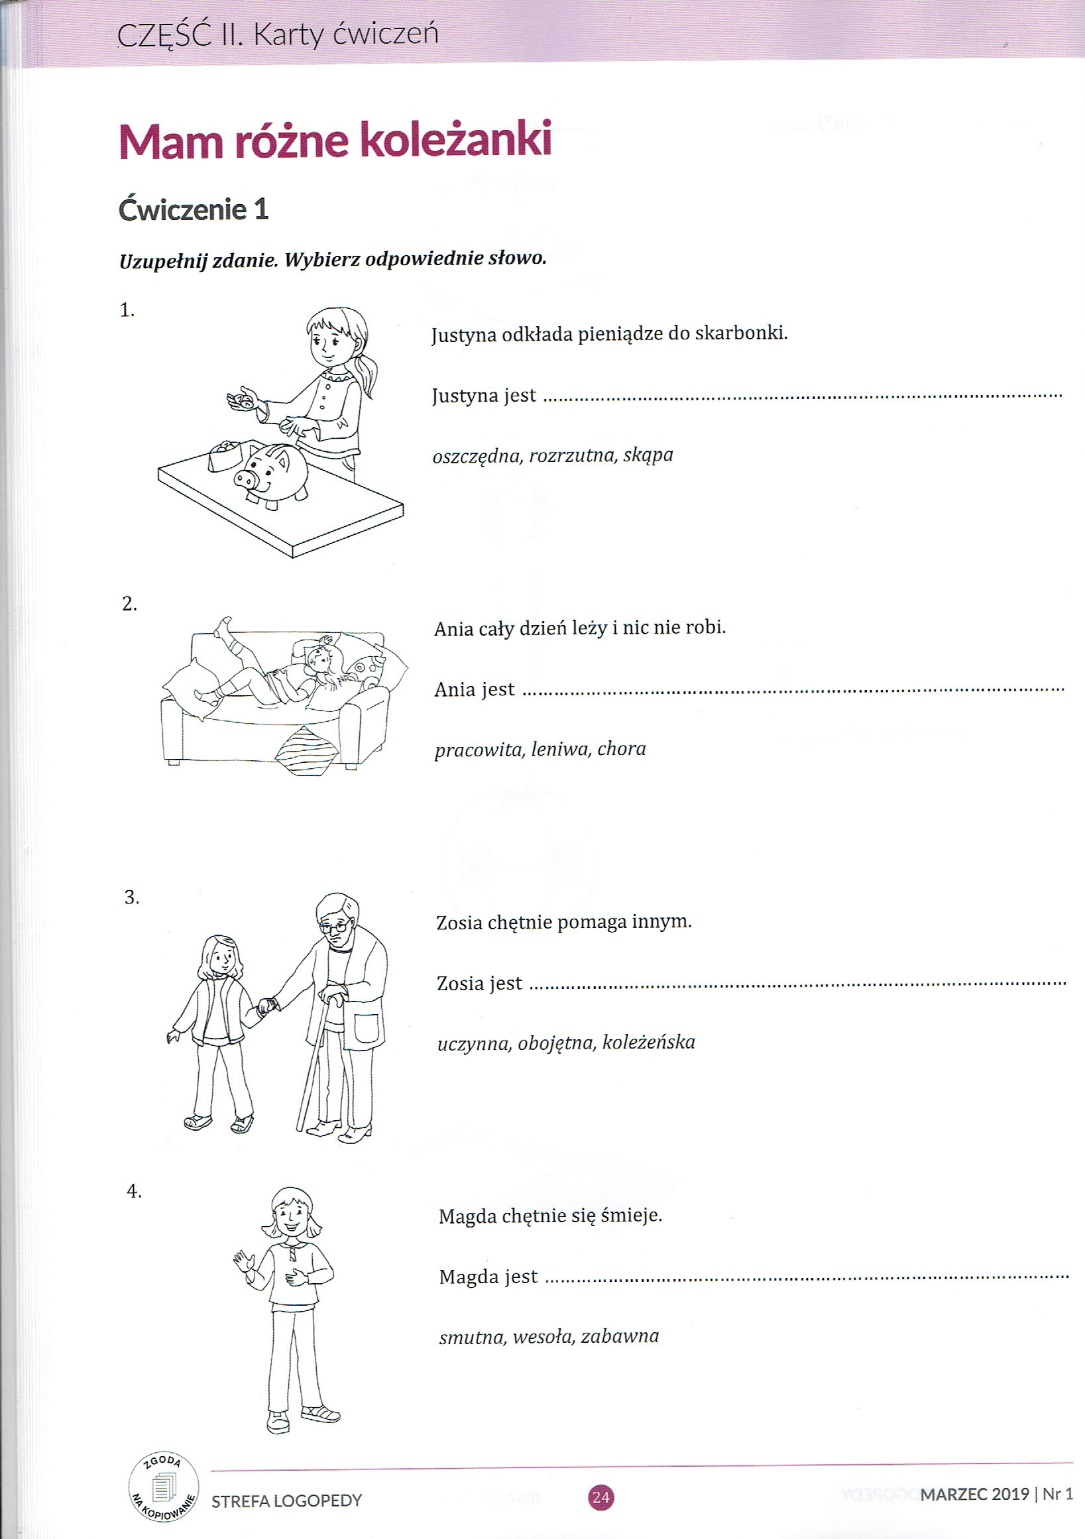 CZĘŚĆ II. Karty ćwiczeń
Mam różne koleżanki
Ćwiczenie 1
Uzupełnij zdanie. Wybierz odpowiednie słowo.
1.
Justyna odkłada pieniądze do skarbonki.
Justyna jest ........................................................................................................
oszczędna, rozrzutna, skąpa
2.
Ania cały dzień leży i nic nie robi.
Ania jest ........................................................................................................
pracowita, leniwa, chora
3.
Zosia chętnie pomaga innym.
Zosia jest ........................................................................................................
uczynna, obojętna, koleżeńska
4.
Magda chętnie się śmieje.
Magda jest ........................................................................................................
smutna, wesoła, zabawna
ZGODA
NA KOPIOWANIE
STREFA LOGOPEDY
24
MARZEC 2019 | Nr 1